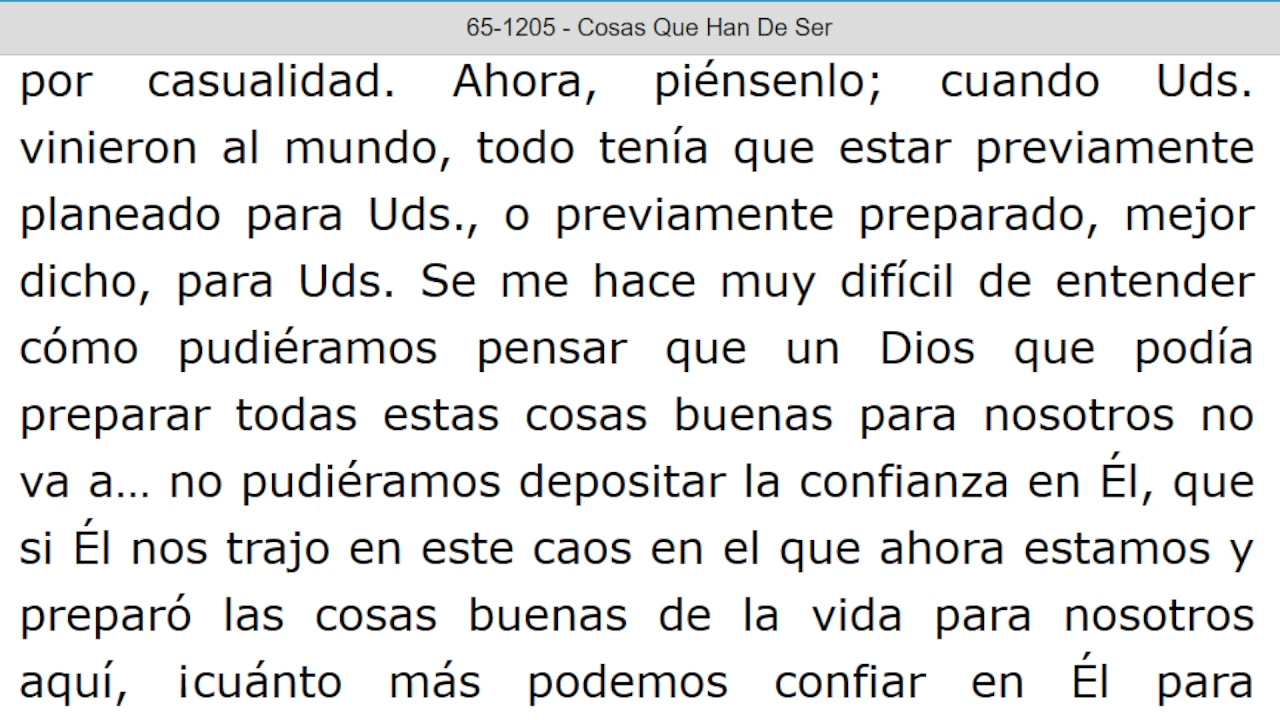 65-1205 - Cosas Que Han De Ser
por casualidad. Ahora, piénsenlo; cuando Uds.
vinieron al mundo, todo tenía que estar previamente
planeado para Uds., o previamente preparado, mejor
dicho, para Uds. Se me hace muy difícil de entender
cómo pudiéramos pensar que un Dios que podía
preparar todas estas cosas buenas para nosotros no
va a... no pudiéramos depositar la confianza en Él, que
si Él nos trajo en este caos en el que ahora estamos y
preparó las cosas buenas de la vida para nosotros
aquí, ¡cuánto más podemos confiar en Él para